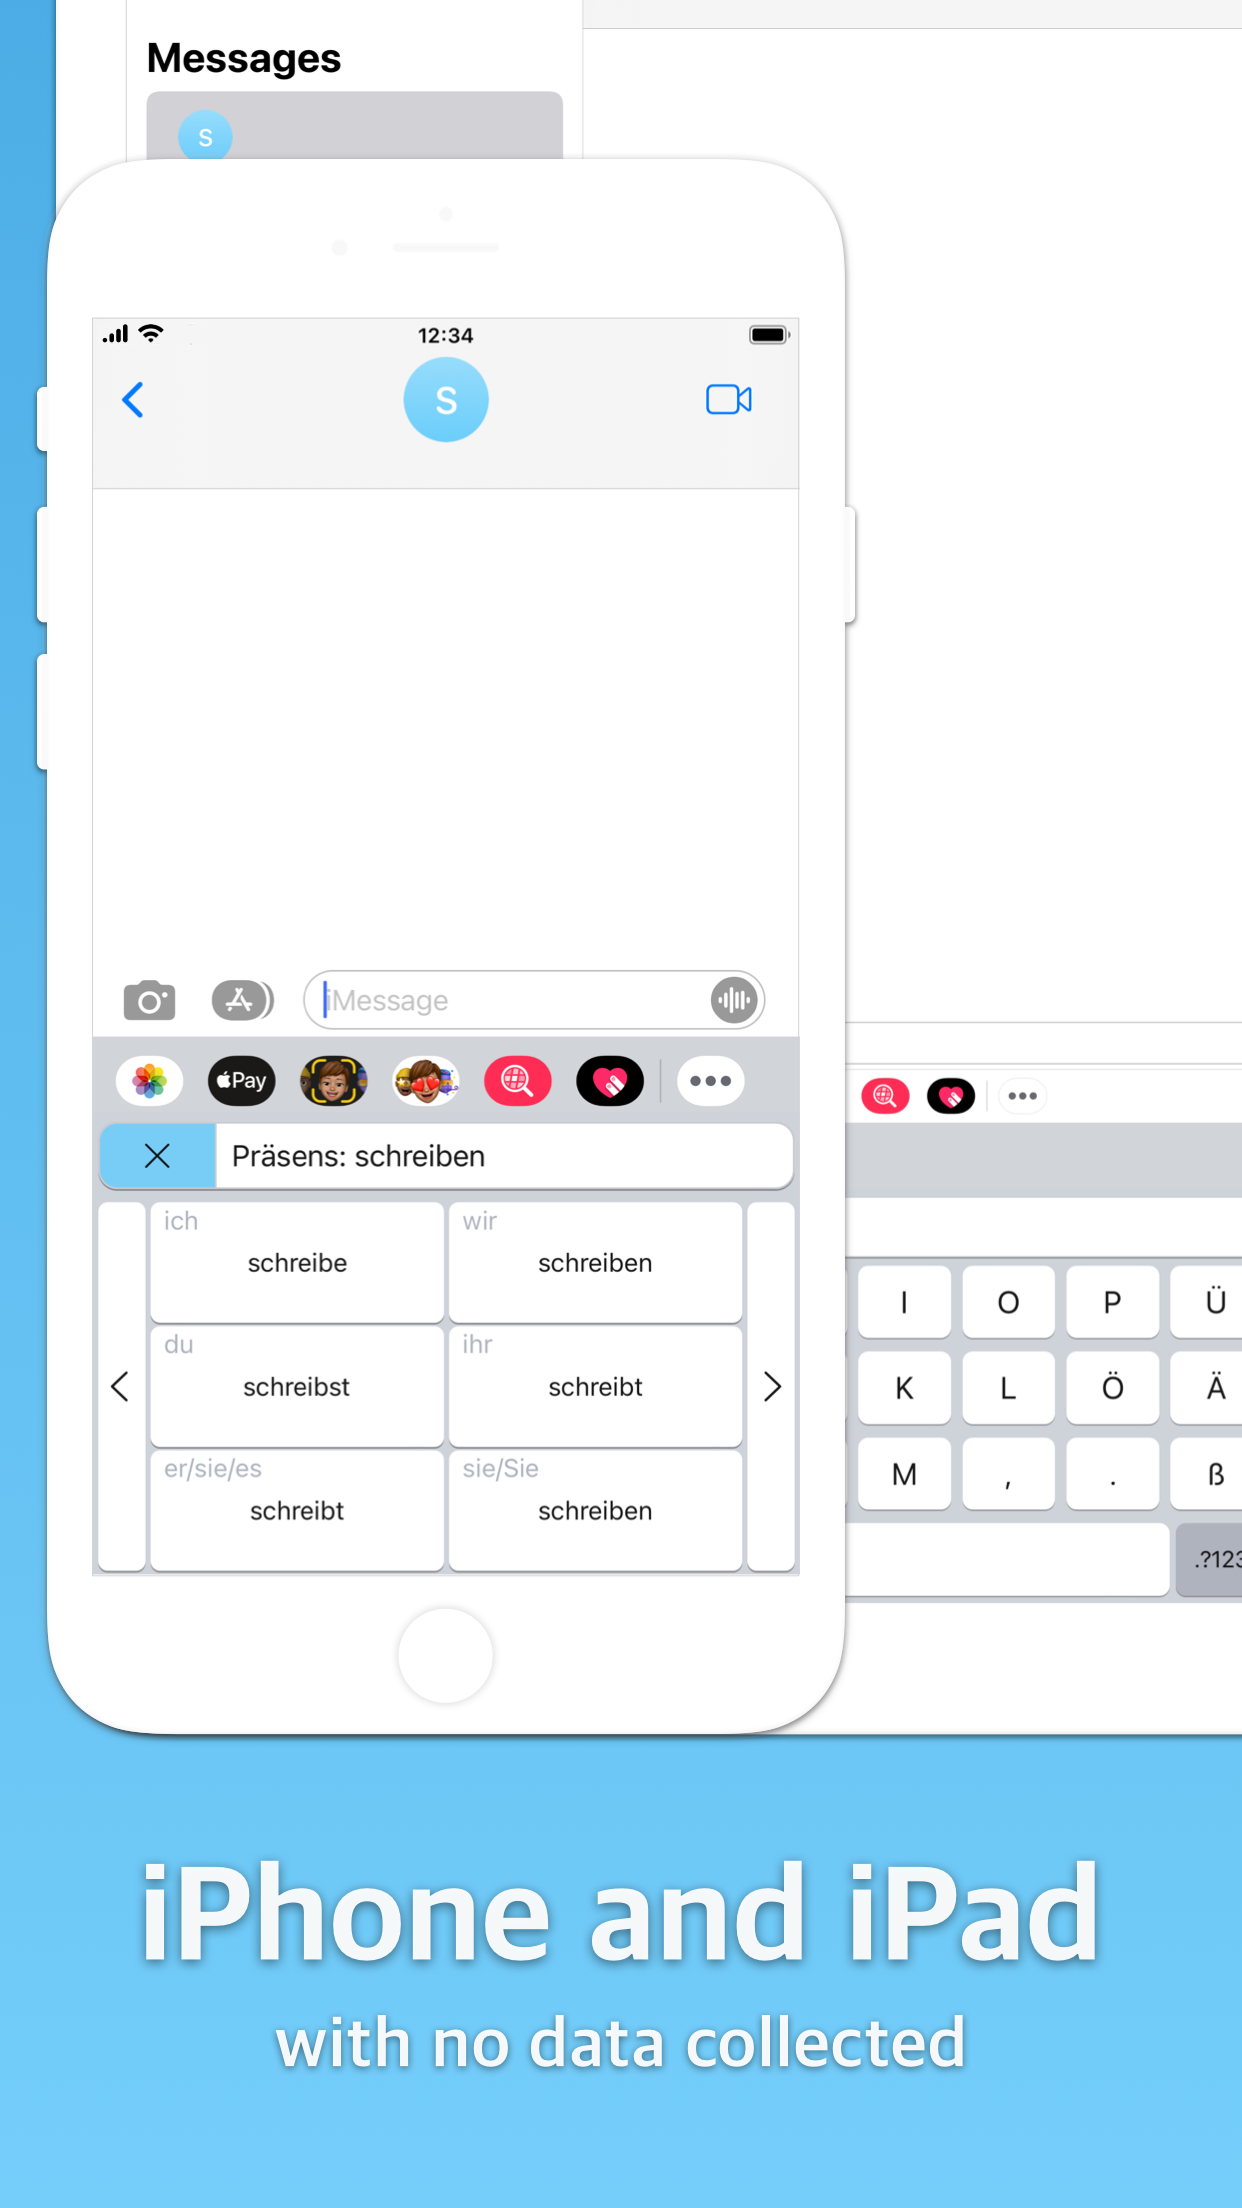 Messages
S
12:34
S
iMessage
Pay
Präsens: schreiben
ich
schreibe
wir
schreiben
du
schreibst
ihr
schreibt
er/sie/es
schreibt
sie/Sie
schreiben
I O P Ü
K L Ö Ä
M , . ß
.?123
iPhone and iPad
with no data collected